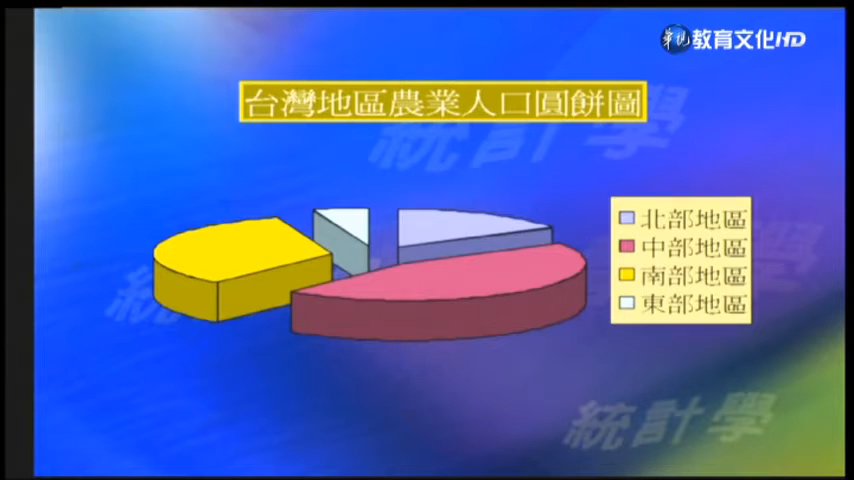 華視 教育文化HD
台灣地區農業人口圓餅圖
統計學
北部地區
中部地區
南部地區
東部地區
統計學
統計學